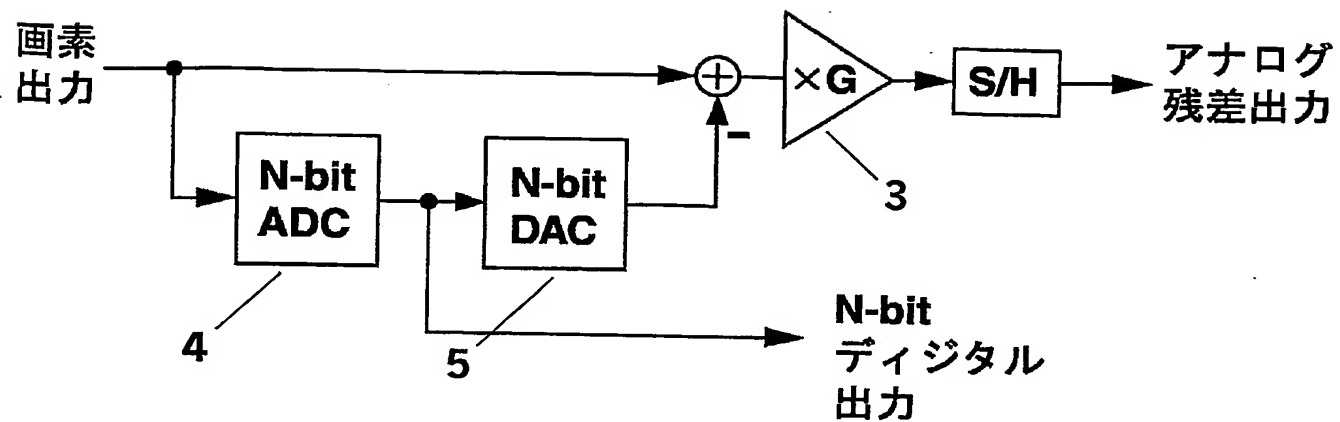 画素
出力
+
-
×G
S/H
アナログ
残差出力
3
N-bit
ADC
N-bit
DAC
4
5
N-bit
ディジタル
出力